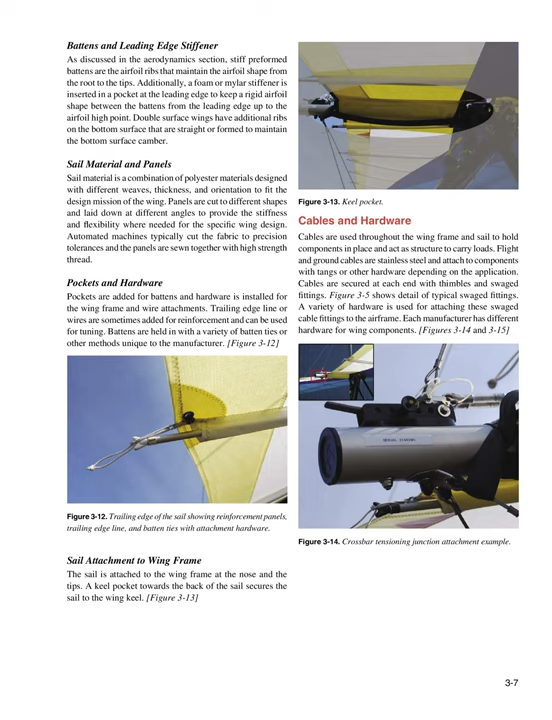 Battens and Leading Edge Stiffener
As discussed in the aerodynamics section, stiff preformed
battens are the airfoil ribs that maintain the airfoil shape from
the root to the tips. Additionally, a foam or mylar stiffener is
inserted in a pocket at the leading edge to keep a rigid airfoil
shape between the battens from the leading edge up to the
airfoil high point. Double surface wings have additional ribs
on the bottom surface that are straight or formed to maintain
the bottom surface camber.
Sail Material and Panels
Sail material is a combination of polyester materials designed
with different weaves, thickness, and orientation to fit the
design mission of the wing. Panels are cut to different shapes
and laid down at different angles to provide the stiffness
and flexibility where needed for the specific wing design.
Automated machines typically cut the fabric to precision
tolerances and the panels are sewn together with high strength
thread.
Pockets and Hardware
Pockets are added for battens and hardware is installed for
the wing frame and wire attachments. Trailing edge line or
wires are sometimes added for reinforcement and can be used
for tuning. Battens are held in with a variety of batten ties or
other methods unique to the manufacturer. [Figure 3-12]
Figure 3-12. Trailing edge of the sail showing reinforcement panels,
trailing edge line, and batten ties with attachment hardware.
Sail Attachment to Wing Frame
The sail is attached to the wing frame at the nose and the
tips. A keel pocket towards the back of the sail secures the
sail to the wing keel. [Figure 3-13]
Figure 3-13. Keel pocket.
Cables and Hardware
Cables are used throughout the wing frame and sail to hold
components in place and act as structure to carry loads. Flight
and ground cables are stainless steel and attach to components
with tangs or other hardware depending on the application.
Cables are secured at each end with thimbles and swaged
fittings. Figure 3-5 shows detail of typical swaged fittings.
A variety of hardware is used for attaching these swaged
cable fittings to the airframe. Each manufacturer has different
hardware for wing components. [Figures 3-14 and 3-15]
Figure 3-14. Crossbar tensioning junction attachment example.
3-7